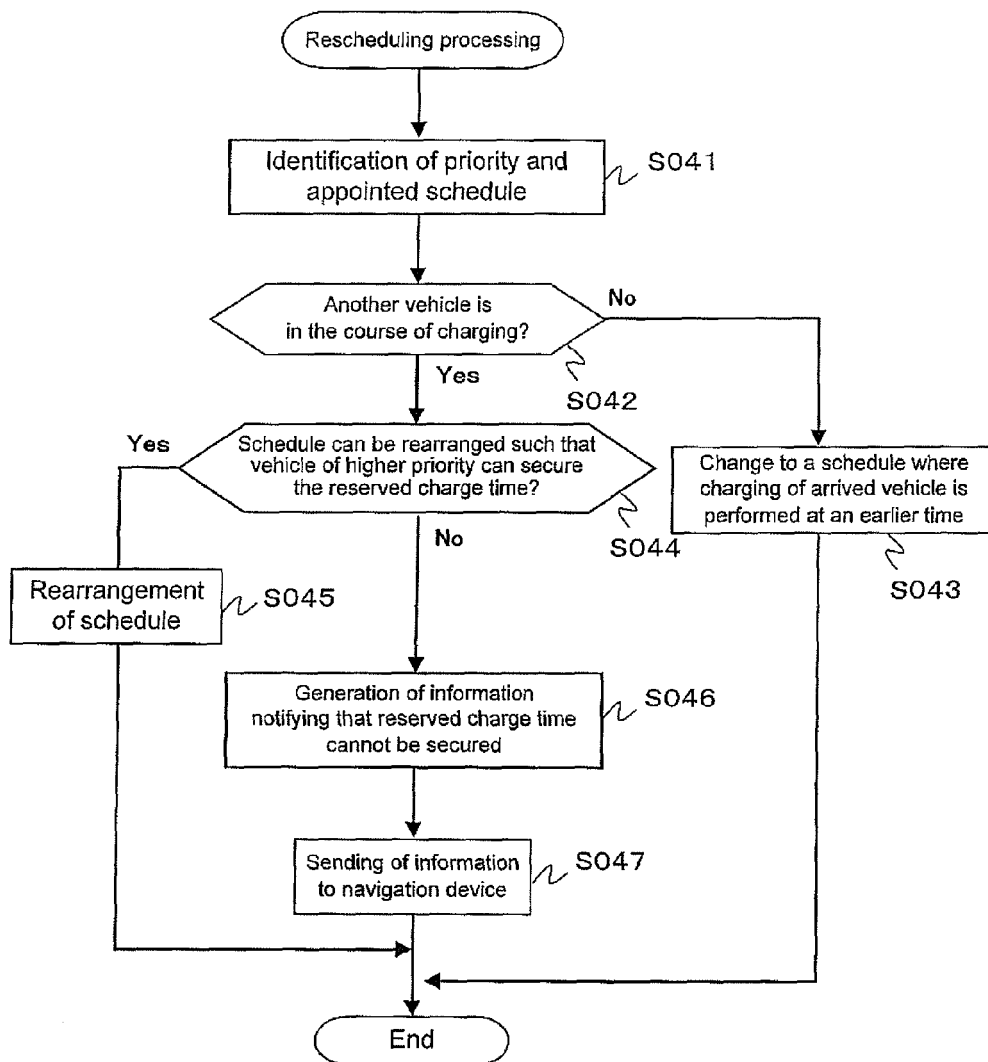 Rescheduling processing
Identification of priority and
appointed schedule
S041
Another vehicle is
in the course of charging?
No
Yes
S042
Yes
Schedule can be rearranged such that
vehicle of higher priority can secure
the reserved charge time?
Change to a schedule where
charging of arrived vehicle is
performed at an earlier time
No
S044
S043
Rearrangement
of schedule
S045
Generation of information
notifying that reserved charge time
cannot be secured
S046
Sending of information
to navigation device
S047
End